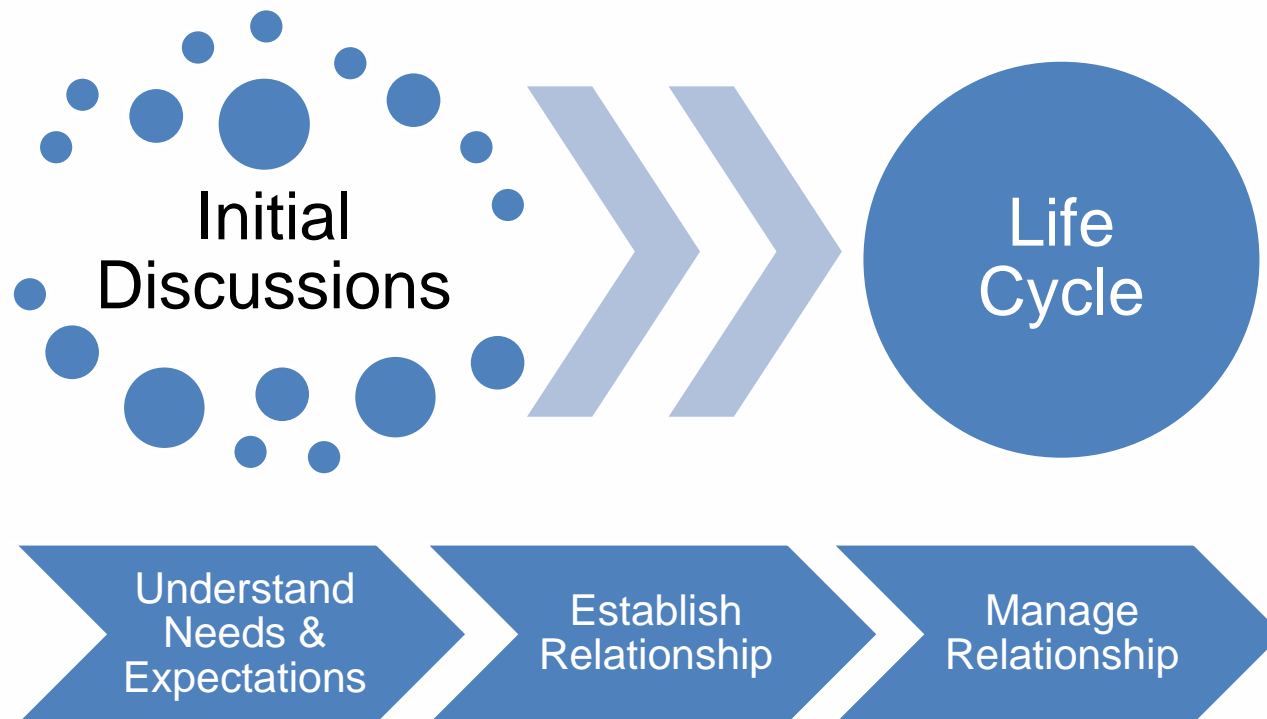 Initial
Discussions
Life
Cycle
Understand
Needs &
Expectations
Establish
Relationship
Manage
Relationship